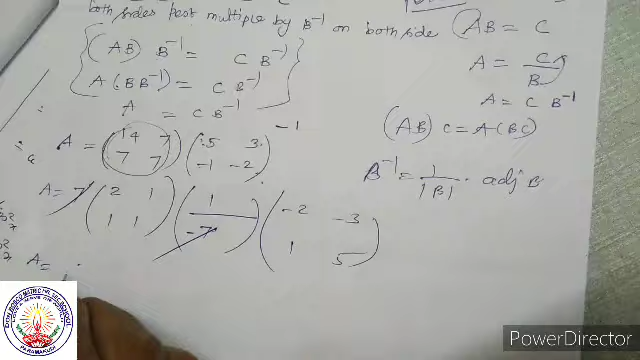 both sides post multiple by B⁻¹ on both side (AB = C
(AB) B⁻¹ = C B⁻¹)
A (BB⁻¹) = C B⁻¹
A = C B⁻¹
A = C
B
A = C B⁻¹
(AB) C = A(BC)
A = (14 7 (5 3)⁻¹
7 7) -1 -2
B⁻¹ = 1 / |B| . adj B
A = 7 (2 1 (1 (-2 -3
1 1) -7) 1 5)
A =
PowerDirector